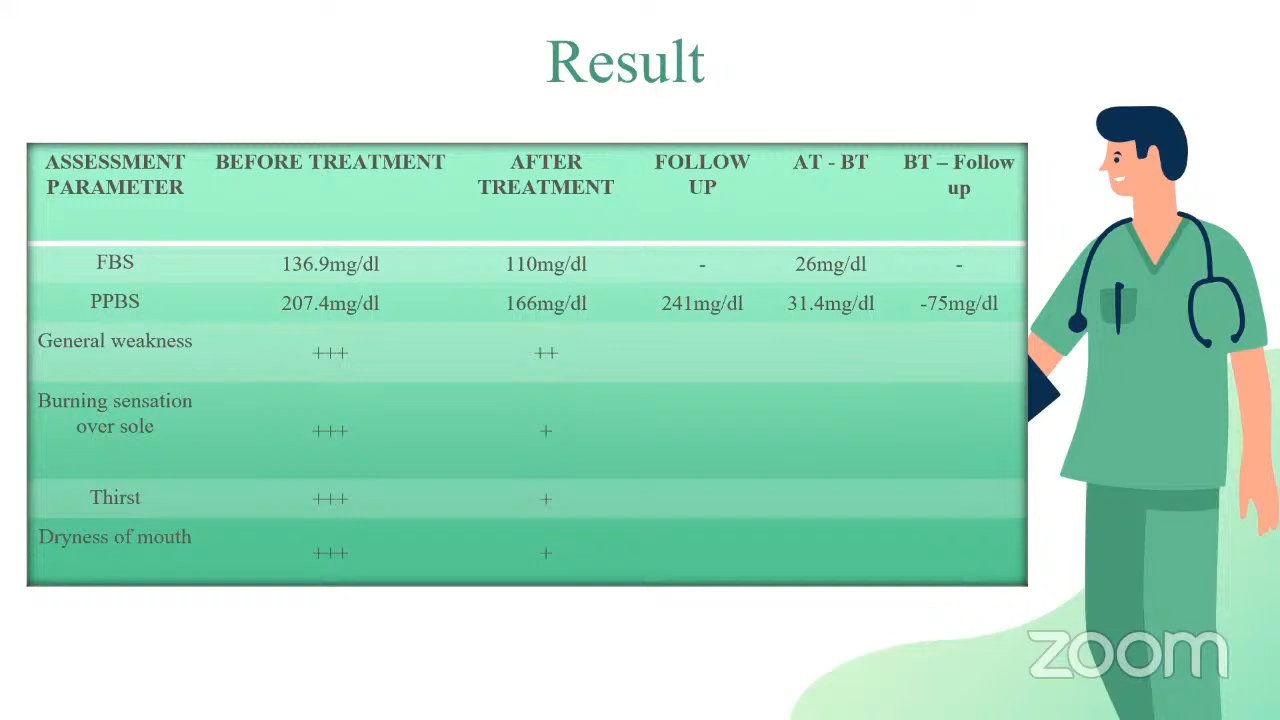 Result
ASSESSMENT PARAMETER BEFORE TREATMENT AFTER TREATMENT FOLLOW UP AT - BT BT – Follow up
FBS 136.9mg/dl 110mg/dl - 26mg/dl -
PPBS 207.4mg/dl 166mg/dl 241mg/dl 31.4mg/dl -75mg/dl
General weakness +++ ++
Burning sensation over sole +++ +
Thirst +++ +
Dryness of mouth +++ +
zoom